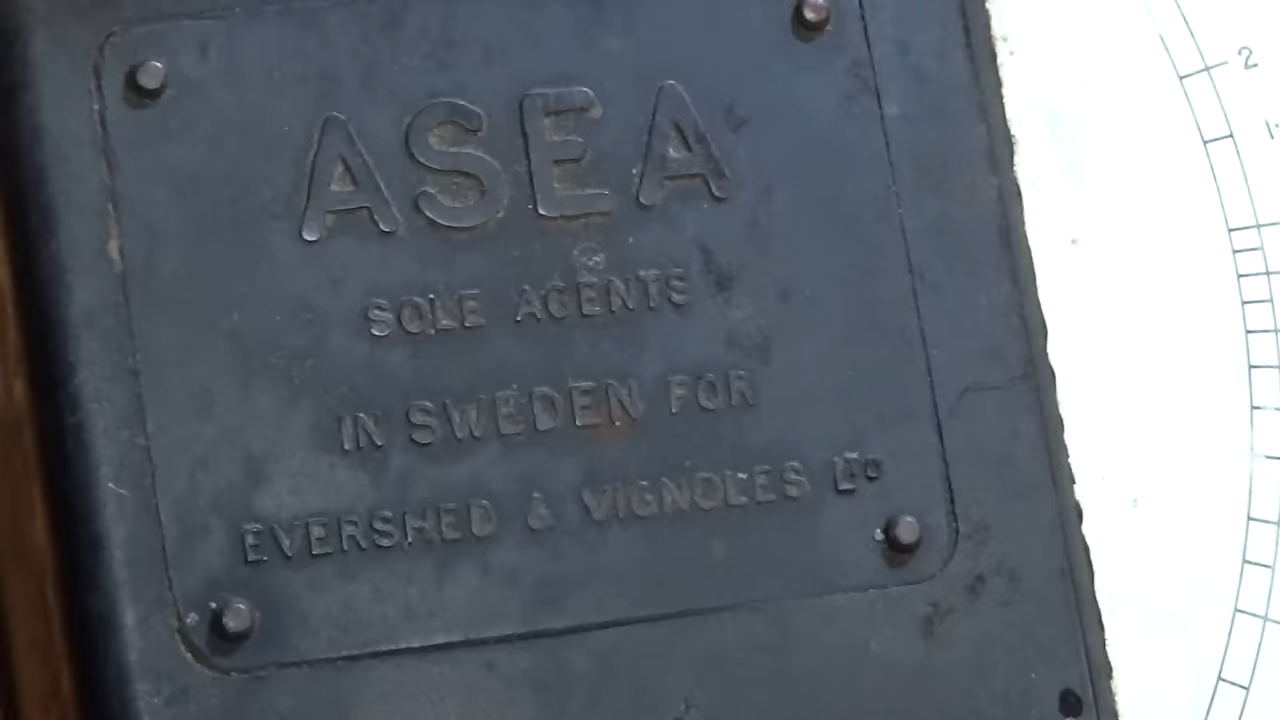 ASEA
SOLE AGENTS
IN SWEDEN FOR
EVERSHED & VIGNOLES LTD
2